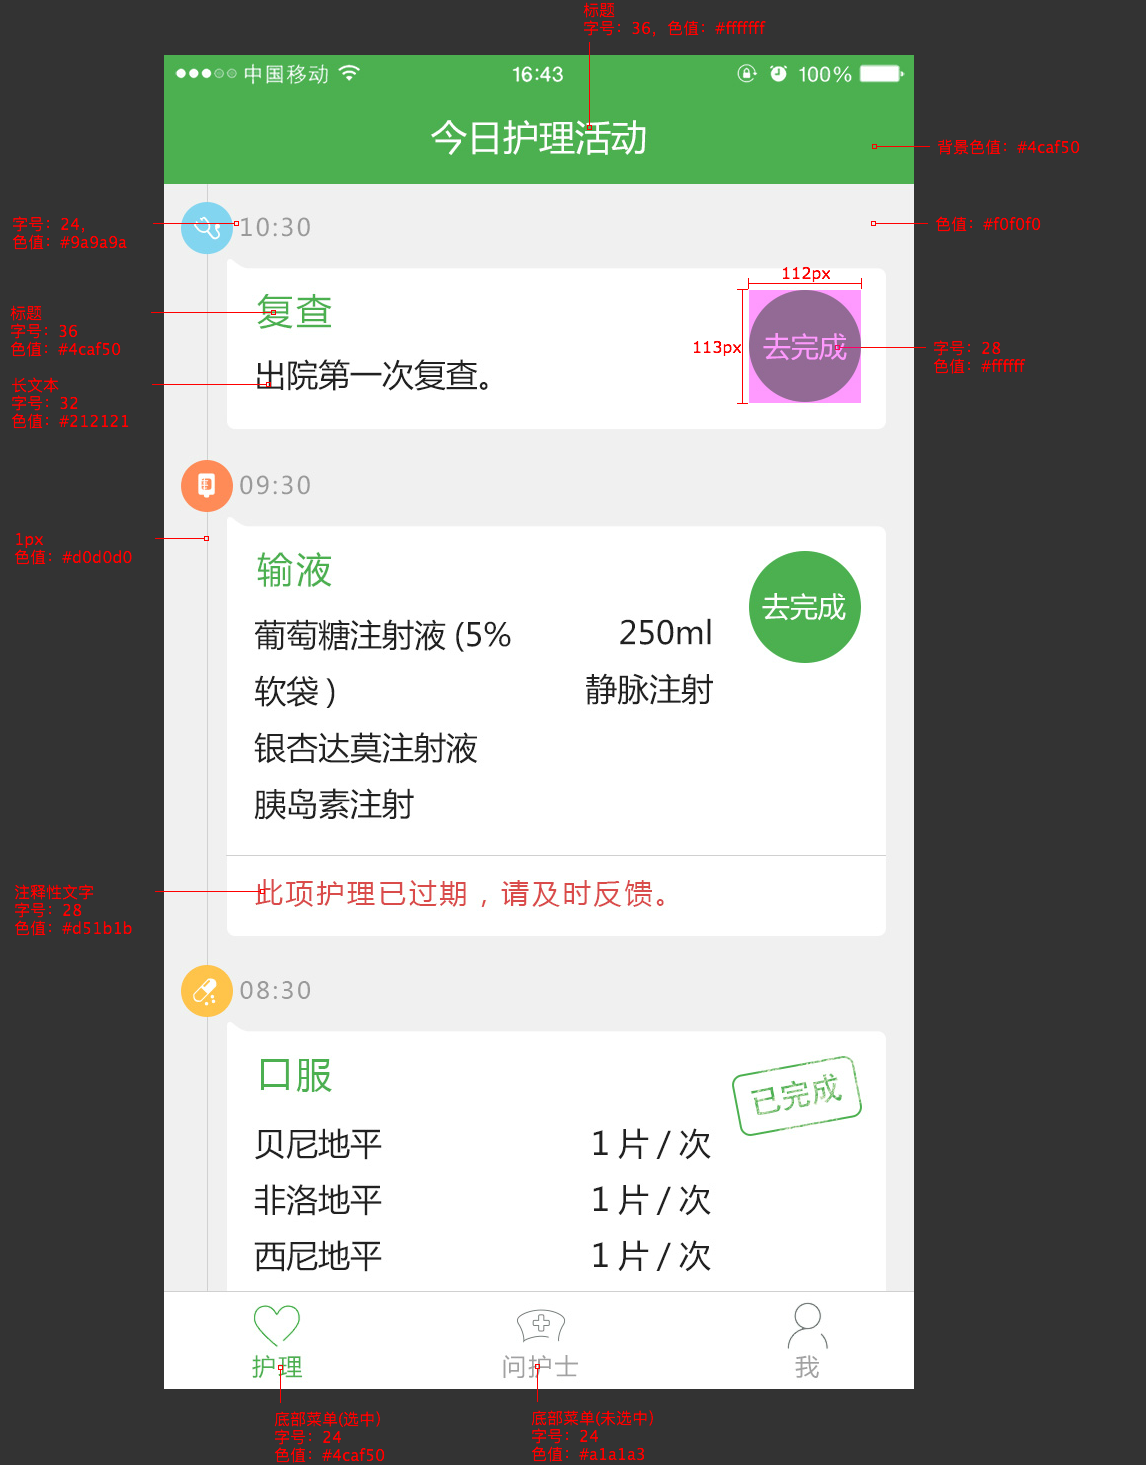 标题
字号：36，色值：#fffffff
中国移动 16:43 100%
今日护理活动
背景色值：#4caf50
字号：24，
色值：#9a9a9a
10:30
色值：#f0f0f0
标题
字号：36
色值：#4caf50
复查
112px
113px
去完成
字号：28
色值：#ffffff
长文本
字号：32
色值：#212121
出院第一次复查。
09:30
1px
色值：#d0d0d0
输液
去完成
葡萄糖注射液 (5% 250ml
软袋 ) 静脉注射
银杏达莫注射液
胰岛素注射
注释性文字
字号：28
色值：#d51b1b
此项护理已过期，请及时反馈。
08:30
口服
已完成
贝尼地平 1 片 / 次
非洛地平 1 片 / 次
西尼地平 1 片 / 次
护理 问护士 我
底部菜单(选中)
字号：24
色值：#4caf50
底部菜单(未选中)
字号：24
色值：#a1a1a3